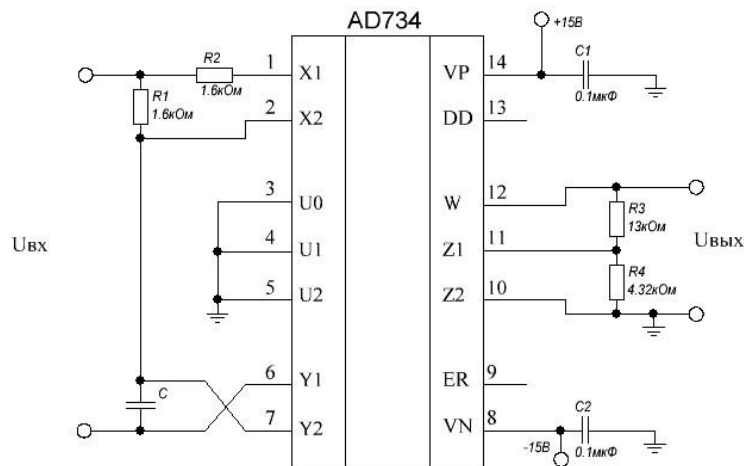 AD734
+15В
R2
1.6кОм
1
X1
VP
14
C1
0.1мкФ
R1
1.6кОм
2
X2
DD
13
3
U0
W
12
R3
13кОм
Uвх
4
U1
Z1
11
Uвых
5
U2
Z2
10
R4
4.32кОм
6
Y1
ER
9
C
7
Y2
VN
8
C2
0.1мкФ
-15В